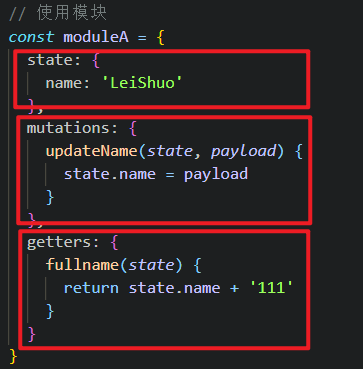 // 使用模块
const moduleA = {
  state: {
    name: 'LeiShuo'
  },
  mutations: {
    updateName(state, payload) {
      state.name = payload
    }
  },
  getters: {
    fullname(state) {
      return state.name + '111'
    }
  }
}